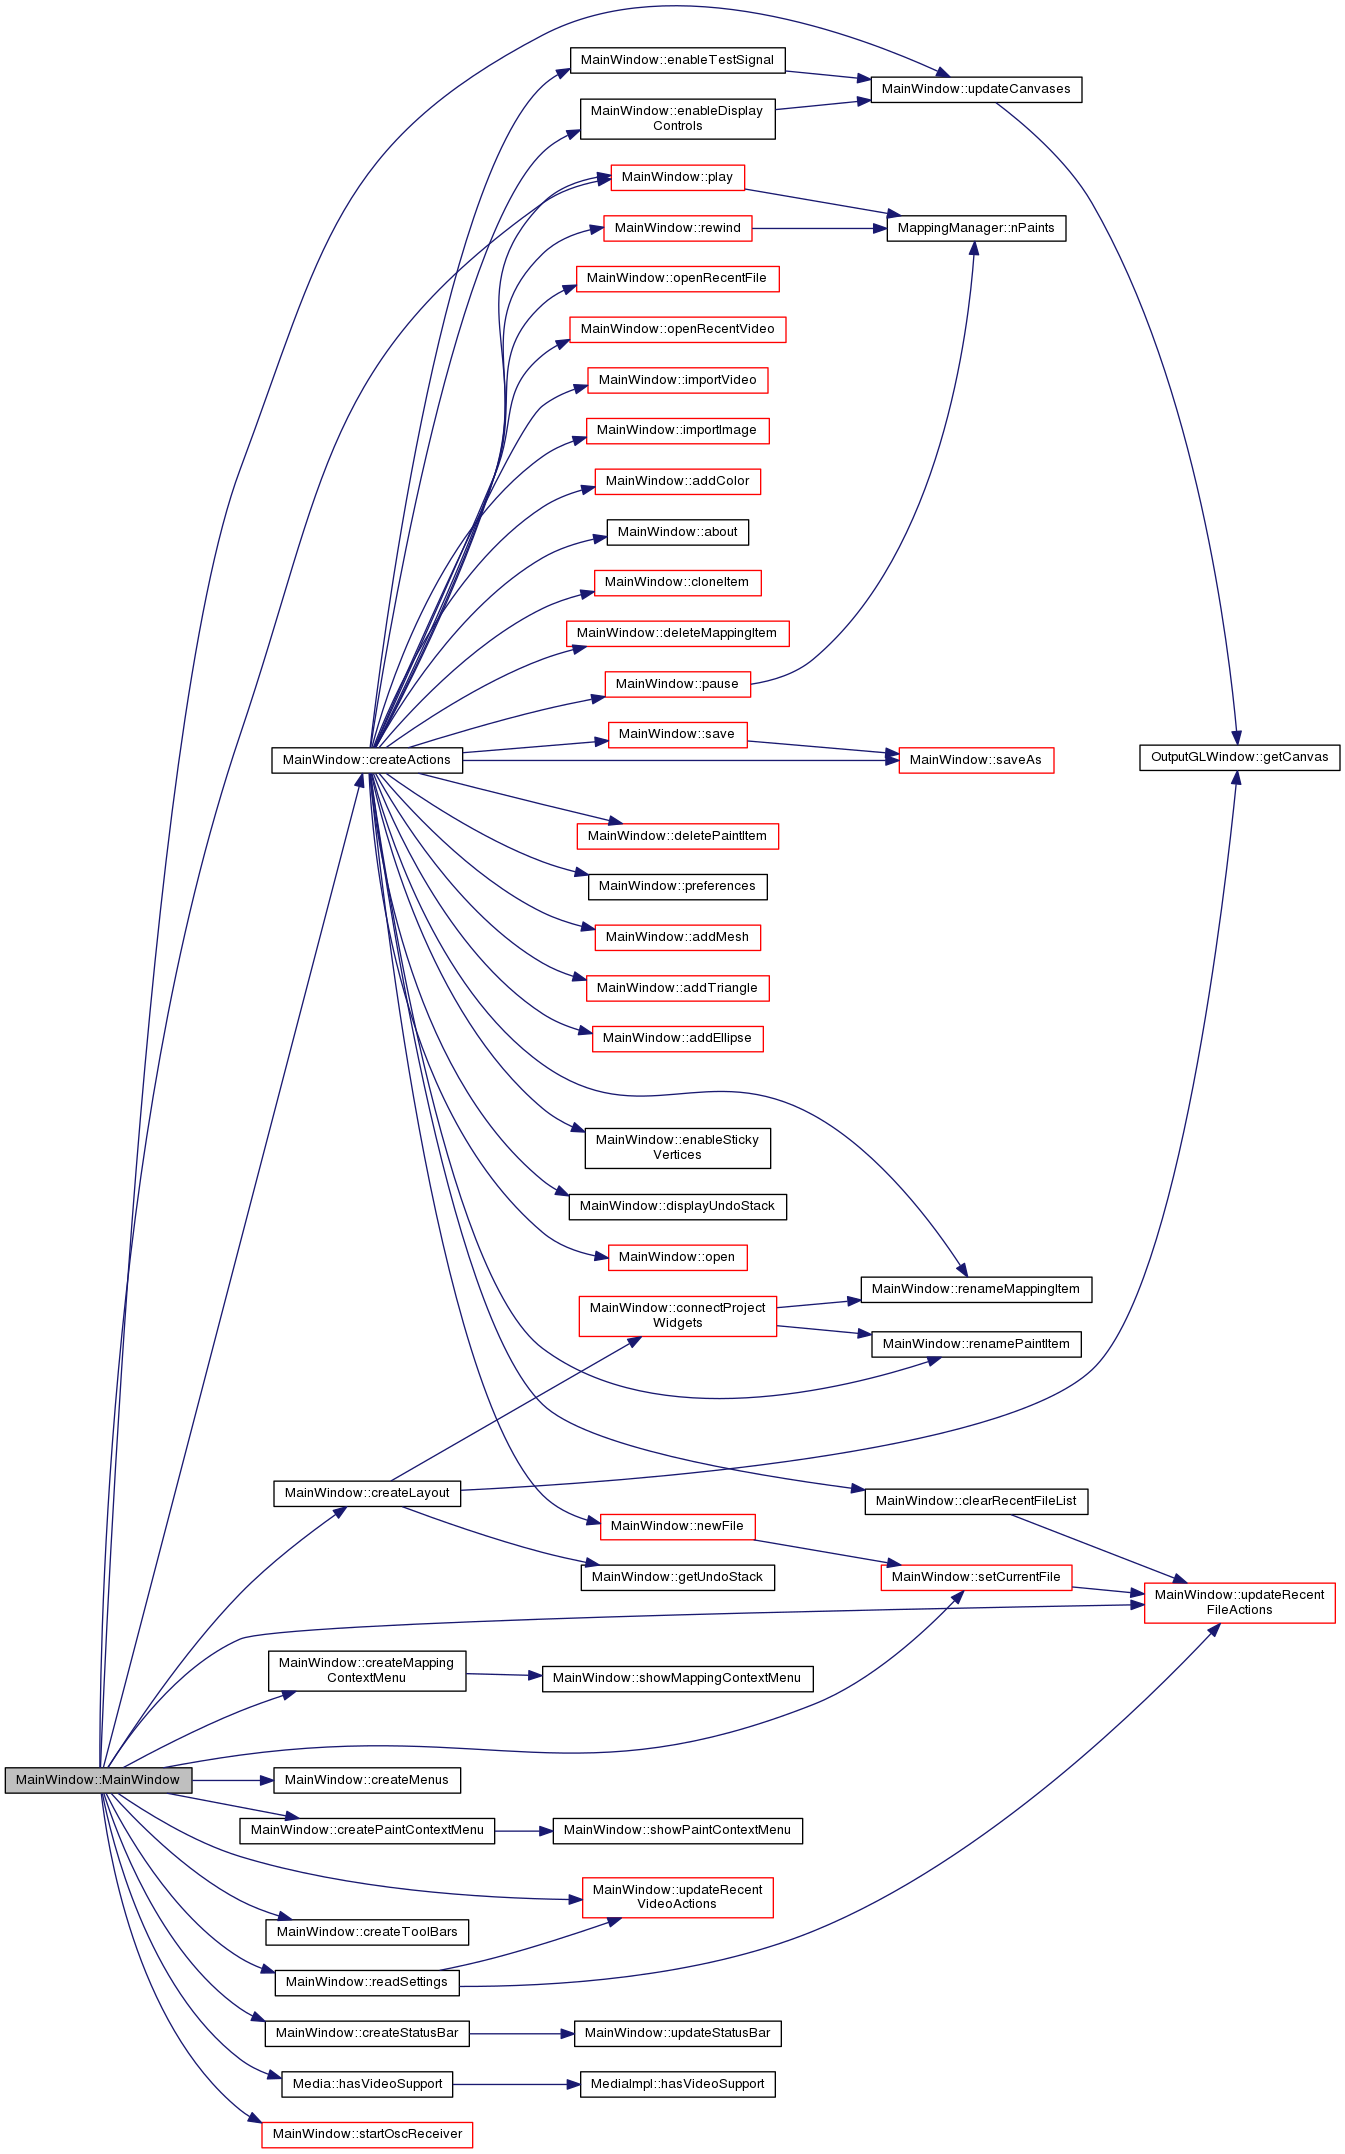 MainWindow::enableTestSignal
MainWindow::updateCanvases
MainWindow::enableDisplay
Controls
MainWindow::play
MainWindow::rewind
MappingManager::nPaints
MainWindow::openRecentFile
MainWindow::openRecentVideo
MainWindow::importVideo
MainWindow::importImage
MainWindow::addColor
MainWindow::about
MainWindow::cloneItem
MainWindow::deleteMappingItem
MainWindow::pause
MainWindow::save
MainWindow::createActions
MainWindow::saveAs
OutputGLWindow::getCanvas
MainWindow::deletePaintItem
MainWindow::preferences
MainWindow::addMesh
MainWindow::addTriangle
MainWindow::addEllipse
MainWindow::enableSticky
Vertices
MainWindow::displayUndoStack
MainWindow::open
MainWindow::renameMappingItem
MainWindow::connectProject
Widgets
MainWindow::renamePaintItem
MainWindow::createLayout
MainWindow::clearRecentFileList
MainWindow::newFile
MainWindow::getUndoStack
MainWindow::setCurrentFile
MainWindow::updateRecent
FileActions
MainWindow::createMapping
ContextMenu
MainWindow::showMappingContextMenu
MainWindow::MainWindow
MainWindow::createMenus
MainWindow::createPaintContextMenu
MainWindow::showPaintContextMenu
MainWindow::updateRecent
VideoActions
MainWindow::createToolBars
MainWindow::readSettings
MainWindow::createStatusBar
MainWindow::updateStatusBar
Media::hasVideoSupport
MediaImpl::hasVideoSupport
MainWindow::startOscReceiver